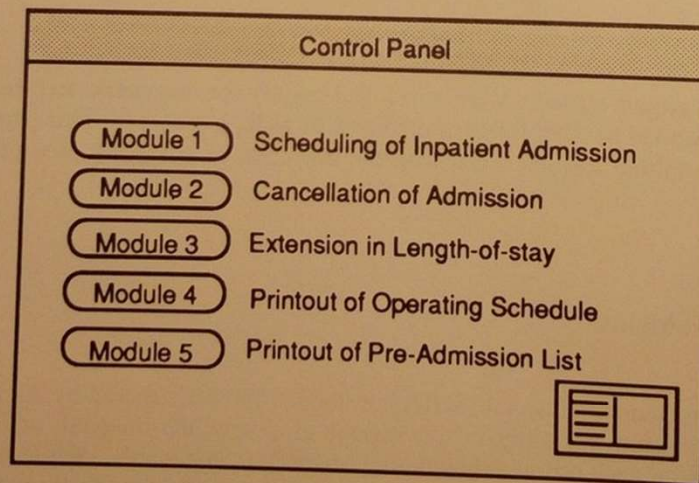 Control Panel
Module 1 Scheduling of Inpatient Admission
Module 2 Cancellation of Admission
Module 3 Extension in Length-of-stay
Module 4 Printout of Operating Schedule
Module 5 Printout of Pre-Admission List